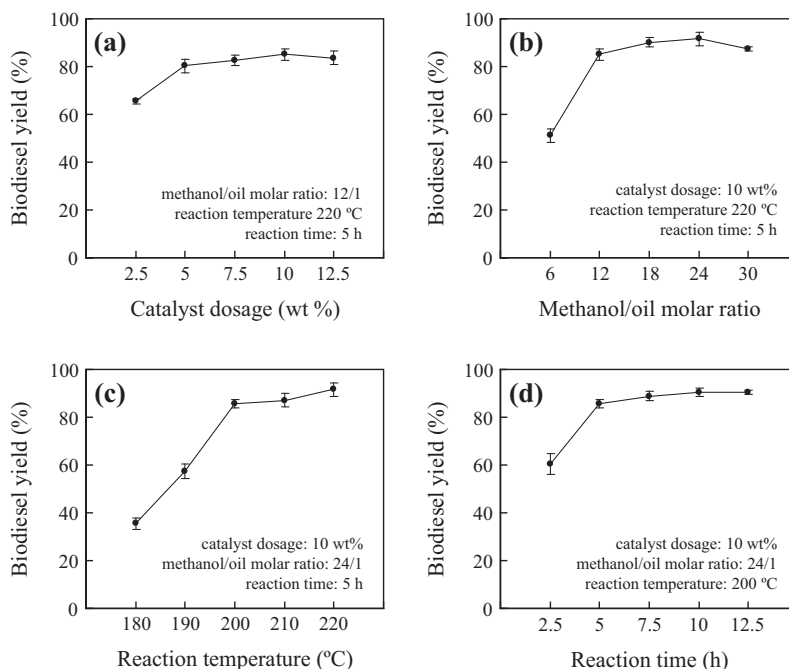 (a)
Biodiesel yield (%)
100
80
60
40
20
0
methanol/oil molar ratio: 12/1
reaction temperature 220 ºC
reaction time: 5 h
2.5 5 7.5 10 12.5
Catalyst dosage (wt %)
(b)
Biodiesel yield (%)
100
80
60
40
20
0
catalyst dosage: 10 wt%
reaction temperature 220 ºC
reaction time: 5 h
6 12 18 24 30
Methanol/oil molar ratio
(c)
Biodiesel yield (%)
100
80
60
40
20
0
catalyst dosage: 10 wt%
methanol/oil molar ratio: 24/1
reaction time: 5 h
180 190 200 210 220
Reaction temperature (ºC)
(d)
Biodiesel yield (%)
100
80
60
40
20
0
catalyst dosage: 10 wt%
methanol/oil molar ratio: 24/1
reaction temperature: 200 ºC
2.5 5 7.5 10 12.5
Reaction time (h)